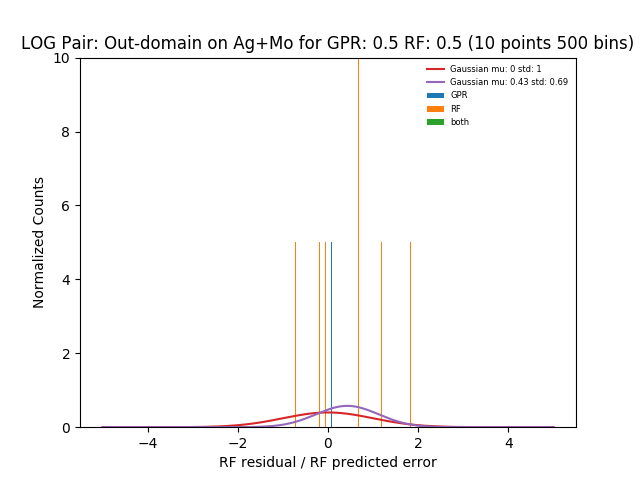 LOG Pair: Out-domain on Ag+Mo for GPR: 0.5 RF: 0.5 (10 points 500 bins)
10
8
6
4
2
0
Normalized Counts
Gaussian mu: 0 std: 1
Gaussian mu: 0.43 std: 0.69
GPR
RF
both
−4
−2
0
2
4
RF residual / RF predicted error